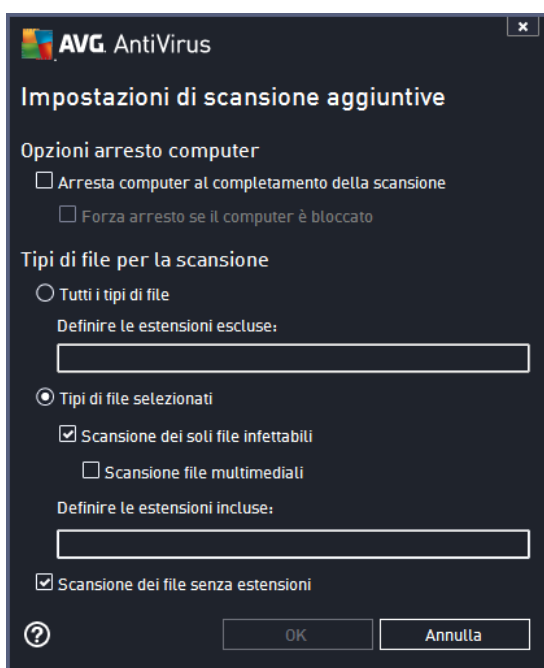 AVG AntiVirus
Impostazioni di scansione aggiuntive
Opzioni arresto computer
Arresta computer al completamento della scansione
Forza arresto se il computer è bloccato
Tipi di file per la scansione
Tutti i tipi di file
Definire le estensioni escluse:
Tipi di file selezionati
Scansione dei soli file infettabili
Scansione file multimediali
Definire le estensioni incluse:
Scansione dei file senza estensioni
OK
Annulla